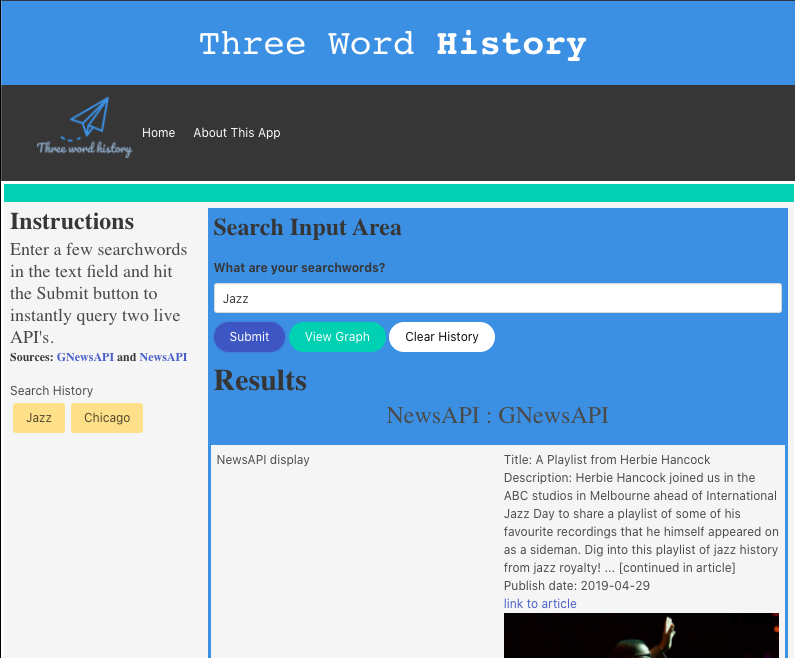 Three Word History
Three word history
Home
About This App
Instructions
Enter a few searchwords
in the text field and hit
the Submit button to
instantly query two live
API's.
Sources: GNewsAPI and NewsAPI
Search History
Jazz
Chicago
Search Input Area
What are your searchwords?
Jazz
Submit
View Graph
Clear History
Results
NewsAPI : GNewsAPI
NewsAPI display
Title: A Playlist from Herbie Hancock
Description: Herbie Hancock joined us in the
ABC studios in Melbourne ahead of International
Jazz Day to share a playlist of some of his
favourite recordings that he himself appeared on
as a sideman. Dig into this playlist of jazz history
from jazz royalty! ... [continued in article]
Publish date: 2019-04-29
link to article